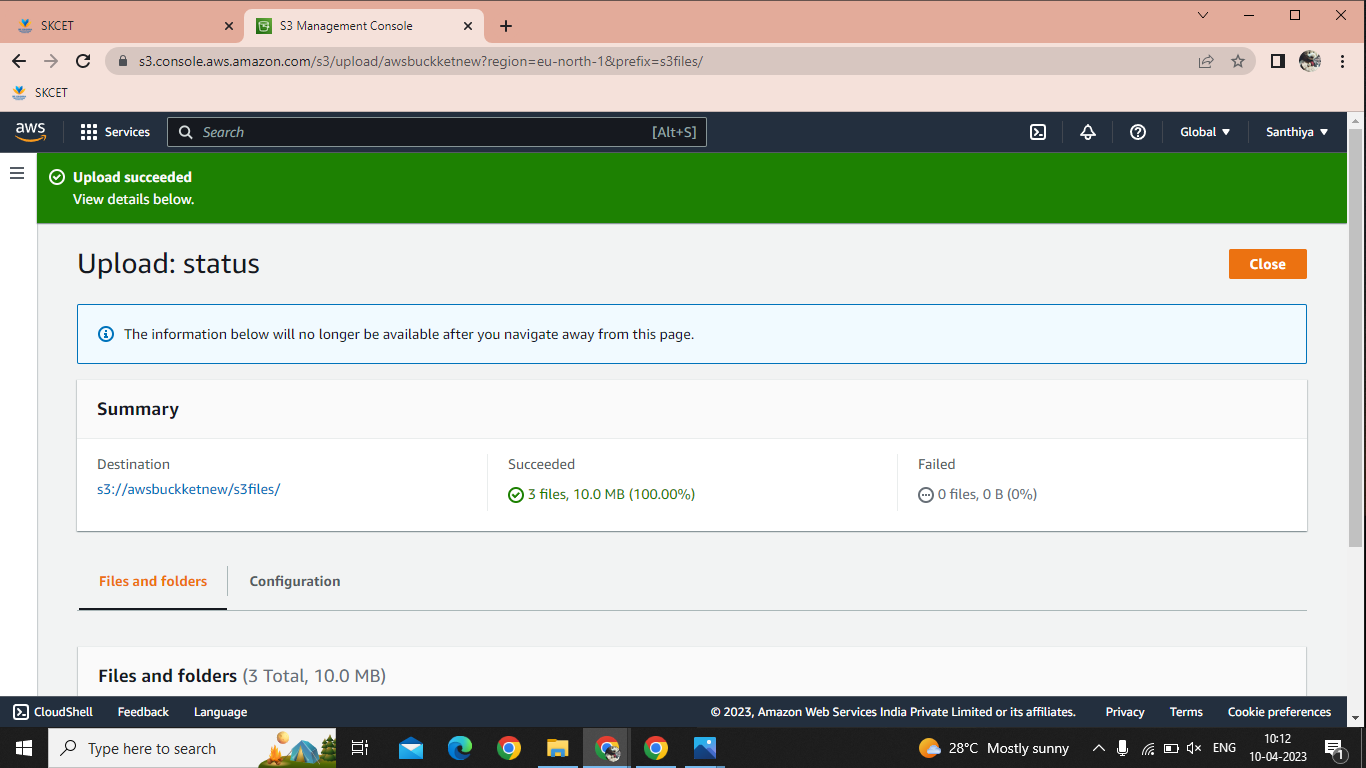 SKCET
S3 Management Console
s3.console.aws.amazon.com/s3/upload/awsbuckketnew?region=eu-north-1&prefix=s3files/
SKCET
aws
Services
Search
[Alt+S]
Global
Santhiya
Upload succeeded
View details below.
Upload: status
Close
The information below will no longer be available after you navigate away from this page.
Summary
Destination
s3://awsbuckketnew/s3files/
Succeeded
3 files, 10.0 MB (100.00%)
Failed
0 files, 0 B (0%)
Files and folders
Configuration
Files and folders (3 Total, 10.0 MB)
CloudShell
Feedback
Language
© 2023, Amazon Web Services India Private Limited or its affiliates.
Privacy
Terms
Cookie preferences
Type here to search
28°C Mostly sunny
ENG
10:12
10-04-2023
1